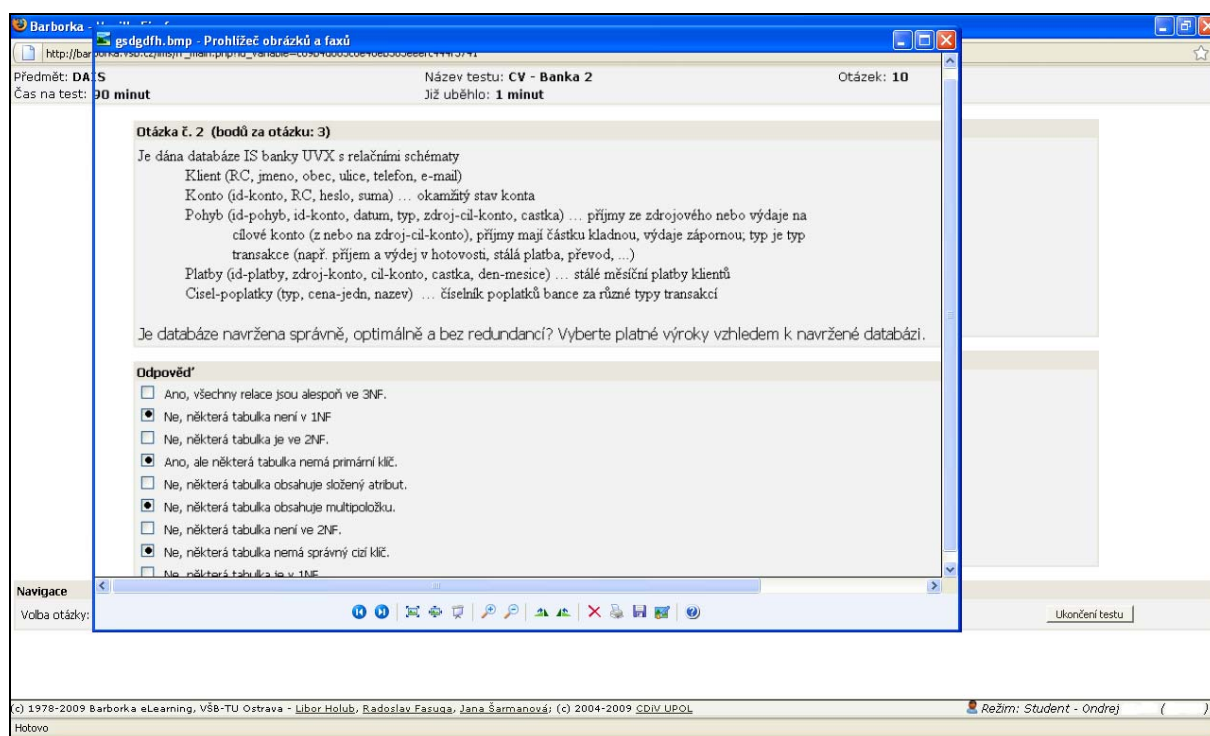 Barborka -
gsdgdfh.bmp - Prohlížeč obrázků a faxů
Předmět: DAIS
Název testu: CV - Banka 2
Otázek: 10
Čas na test: 90 minut
Již uběhlo: 1 minut
Otázka č. 2 (bodů za otázku: 3)
Je dána databáze IS banky UVX s relačními schématy
Klient (RC, jmeno, obec, ulice, telefon, e-mail)
Konto (id-konto, RC, heslo, suma) … okamžitý stav konta
Pohyb (id-pohyb, id-konto, datum, typ, zdroj-cil-konto, castka) … příjmy ze zdrojového nebo výdaje na
cílové konto (z nebo na zdroj-cil-konto), příjmy mají částku kladnou, výdaje zápornou; typ je typ
transakce (např. příjem a výdej v hotovosti, stálá platba, převod, ...)
Platby (id-platby, zdroj-konto, cil-konto, castka, den-mesice) … stálé měsíční platby klientů
Cisel-poplatky (typ, cena-jedn, nazev) … číselník poplatků bance za různé typy transakcí
Je databáze navržena správně, optimálně a bez redundancí? Vyberte platné výroky vzhledem k navržené databázi.
Odpověď
Ano, všechny relace jsou alespoň ve 3NF.
Ne, některá tabulka není v 1NF
Ne, některá tabulka je ve 2NF.
Ano, ale některá tabulka nemá primární klíč.
Ne, některá tabulka obsahuje složený atribut.
Ne, některá tabulka obsahuje multipoložku.
Ne, některá tabulka není ve 2NF.
Ne, některá tabulka nemá správný cizí klíč.
Ne, některá tabulka je v 1NF
Navigace
Volba otázky:
Ukončení testu
(c) 1978-2009 Barborka eLearning, VŠB-TU Ostrava - Libor Holub, Radoslav Fasuga, Jana Šarmanová; (c) 2004-2009 CDiV UPOL
Režim: Student - Ondrej ( )
Hotovo